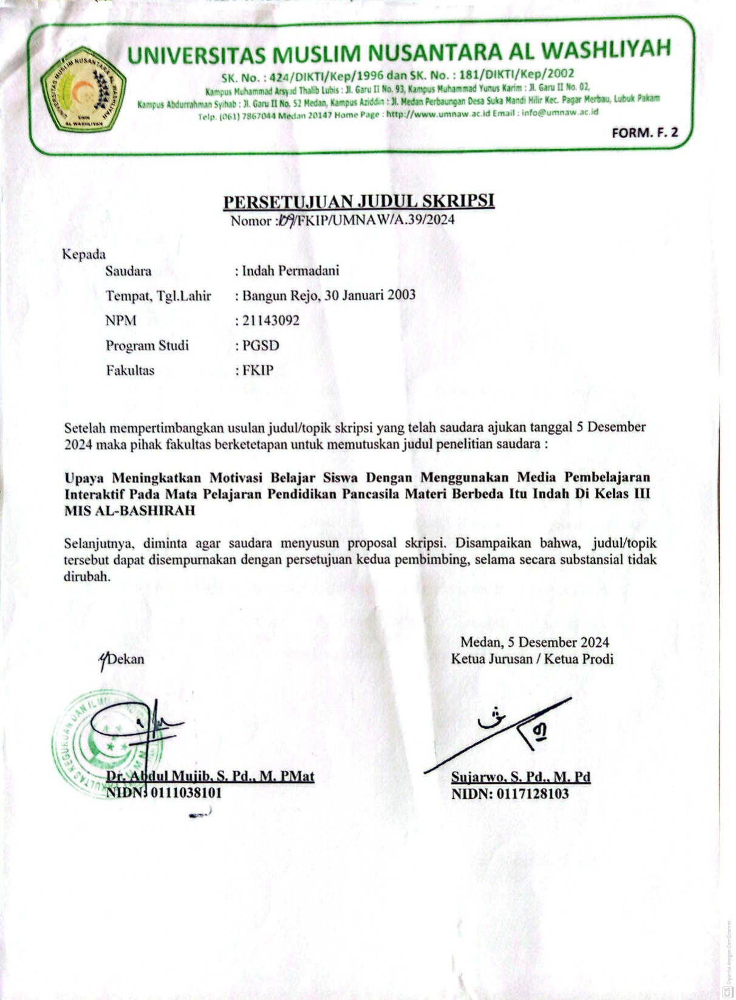 UNIVERSITAS MUSLIM NUSANTARA AL WASHLIYAH
SK. No. : 424/DIKTI/Kep/1996 dan SK. No. : 181/DIKTI/Kep/2002
Kampus Muhammad Arsyad Thalib Lubis : Jl. Garu II No. 93, Kampus Muhammad Yunus Karim : Jl. Garu II No. 02,
Kampus Abdurrahman Syihab : Jl. Garu II No. 52 Medan, Kampus Aziddin : Jl. Medan Perbaungan Desa Suka Mandi Hilir Kec. Pagar Merbau, Lubuk Pakam
Telp. (061) 7867044 Medan 20147 Home Page : http://www.umnaw.ac.id Email : info@umnaw.ac.id
FORM. F. 2
UNIVERSITAS MUSLIM NUSANTARA AL WASHLIYAH
UMN
AL WASHLIYAH
PERSETUJUAN JUDUL SKRIPSI
Nomor : /FKIP/UMNAW/A.39/2024
Kepada
Saudara : Indah Permadani
Tempat, Tgl.Lahir : Bangun Rejo, 30 Januari 2003
NPM : 21143092
Program Studi : PGSD
Fakultas : FKIP
Setelah mempertimbangkan usulan judul/topik skripsi yang telah saudara ajukan tanggal 5 Desember
2024 maka pihak fakultas berketetapan untuk memutuskan judul penelitian saudara :
Upaya Meningkatkan Motivasi Belajar Siswa Dengan Menggunakan Media Pembelajaran
Interaktif Pada Mata Pelajaran Pendidikan Pancasila Materi Berbeda Itu Indah Di Kelas III
MIS AL-BASHIRAH
Selanjutnya, diminta agar saudara menyusun proposal skripsi. Disampaikan bahwa, judul/topik
tersebut dapat disempurnakan dengan persetujuan kedua pembimbing, selama secara substansial tidak
dirubah.
Medan, 5 Desember 2024
Dekan
Ketua Jurusan / Ketua Prodi
FAKULTAS KEGURUAN DAN ILMU
Dr. Abdul Mujib, S. Pd., M. PMat
NIDN: 0111038101
Sujarwo, S. Pd., M. Pd
NIDN: 0117128103
CS Dipindai dengan CamScanner